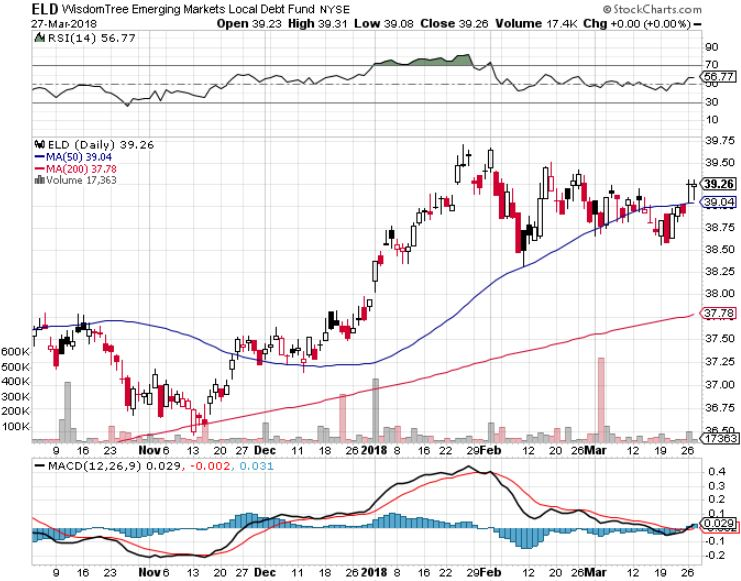 ELD WisdomTree Emerging Markets Local Debt Fund NYSE © StockCharts.com
27-Mar-2018 Open 39.23 High 39.31 Low 39.08 Close 39.26 Volume 17.4K Chg +0.00 (+0.00%)
RSI(14) 56.77
90
70
56.77
50
30
10
ELD (Daily) 39.26
MA(50) 39.04
MA(200) 37.78
Volume 17,363
39.75
39.50
39.26
39.04
38.75
38.50
38.25
38.00
37.78
37.50
37.25
37.00
36.75
36.50
600K
500K
400K
300K
200K
100K
17363
9 16 23 Nov 6 13 20 27 Dec 11 18 26 2018 8 16 22 29 Feb 12 20 26 Mar 12 19 26
MACD(12,26,9) 0.029, -0.002, 0.031
0.4
0.3
0.2
0.1
0.029
-0.1
-0.2
9 16 23 Nov 6 13 20 27 Dec 11 18 26 2018 8 16 22 29 Feb 12 20 26 Mar 12 19 26